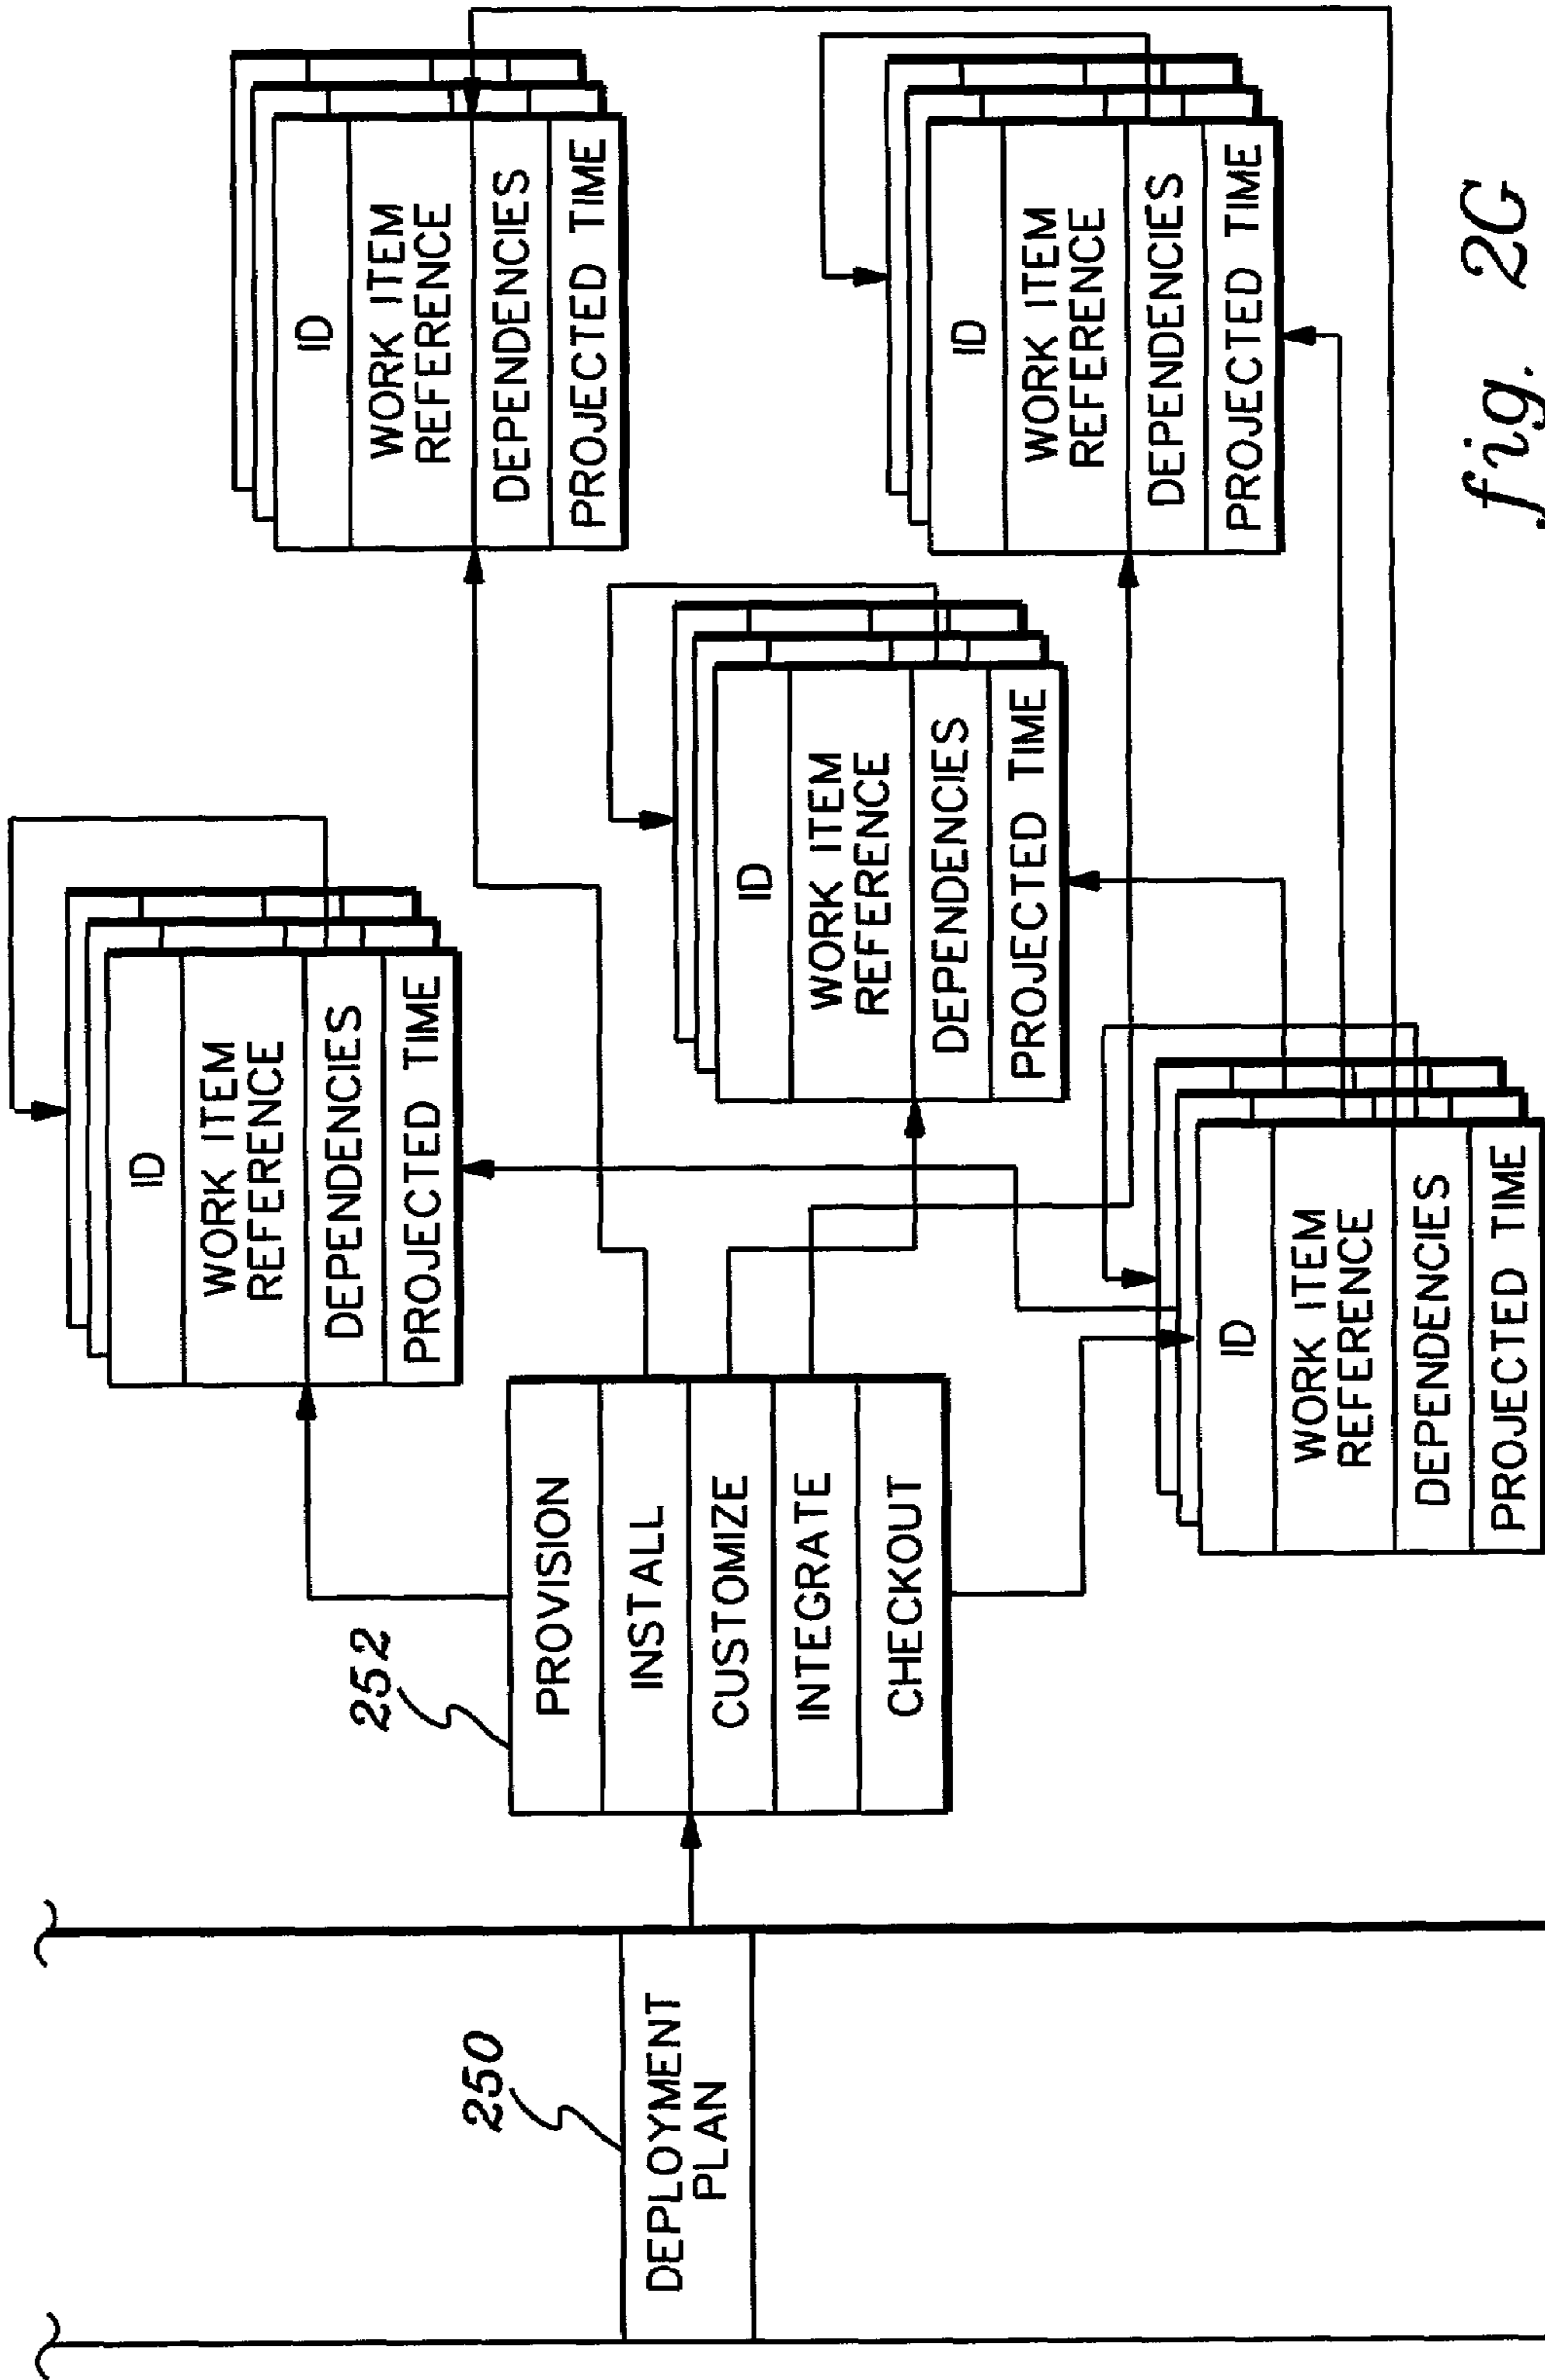 250
DEPLOYMENT
PLAN
252
PROVISION
INSTALL
CUSTOMIZE
INTEGRATE
CHECKOUT
ID
WORK ITEM
REFERENCE
DEPENDENCIES
PROJECTED TIME
ID
WORK ITEM
REFERENCE
DEPENDENCIES
PROJECTED TIME
ID
WORK ITEM
REFERENCE
DEPENDENCIES
PROJECTED TIME
ID
WORK ITEM
REFERENCE
DEPENDENCIES
PROJECTED TIME
ID
WORK ITEM
REFERENCE
DEPENDENCIES
PROJECTED TIME
fig. 2G